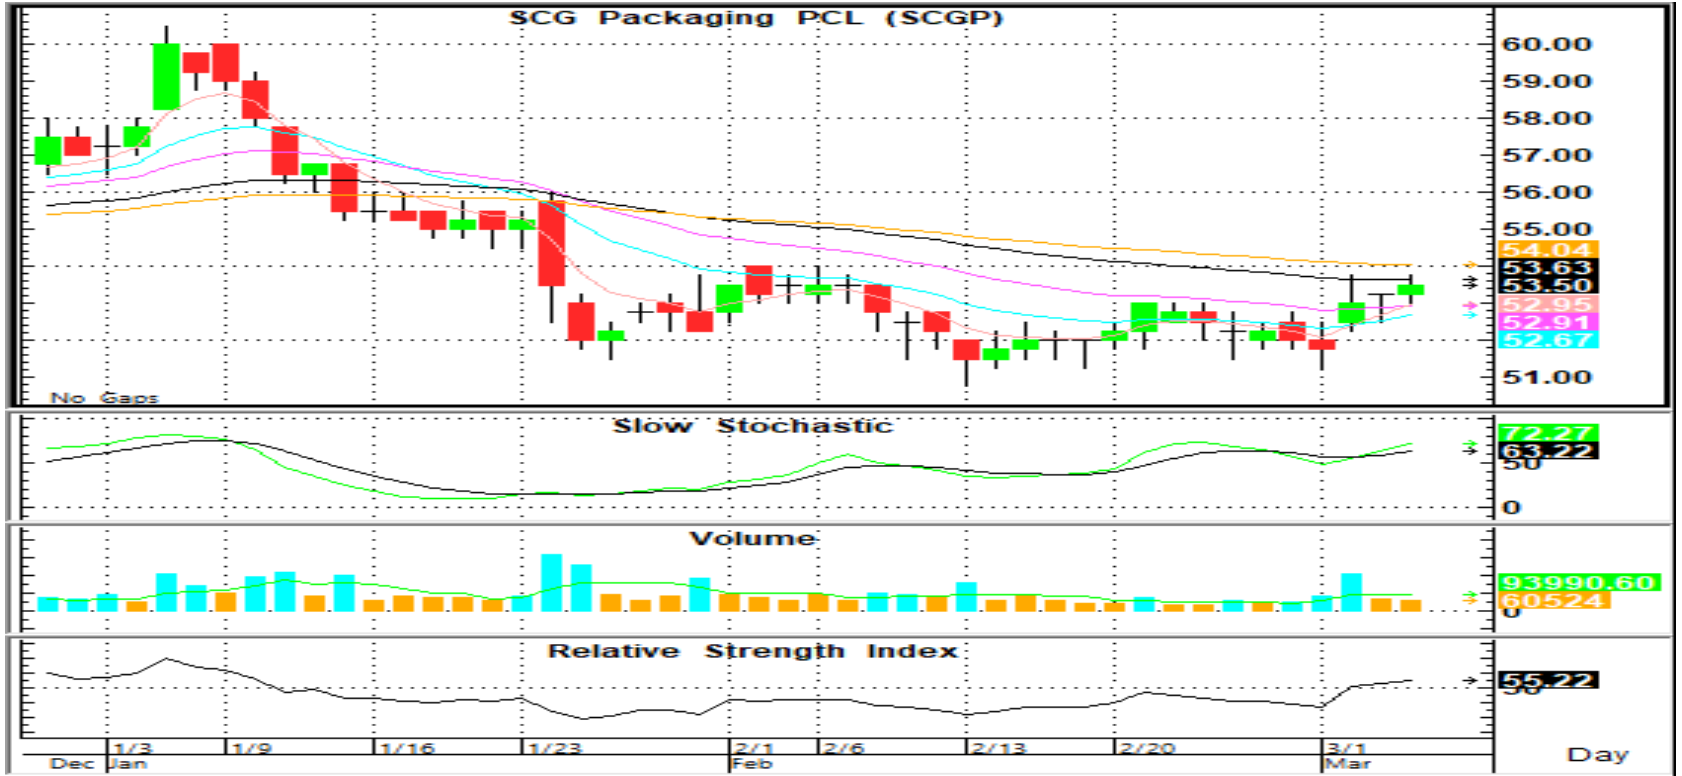 SCG Packaging PCL (SCGP)
60.00
59.00
58.00
57.00
56.00
55.00
54.04
53.63
53.50
52.95
52.91
52.67
51.00
No Gaps
Slow Stochastic
72.27
63.22
50
0
Volume
93990.60
60524
0
Relative Strength Index
55.22
50
1/3 1/9 1/16 1/23 2/1 2/6 2/13 2/20 3/1
Dec Jan Feb Mar
Day